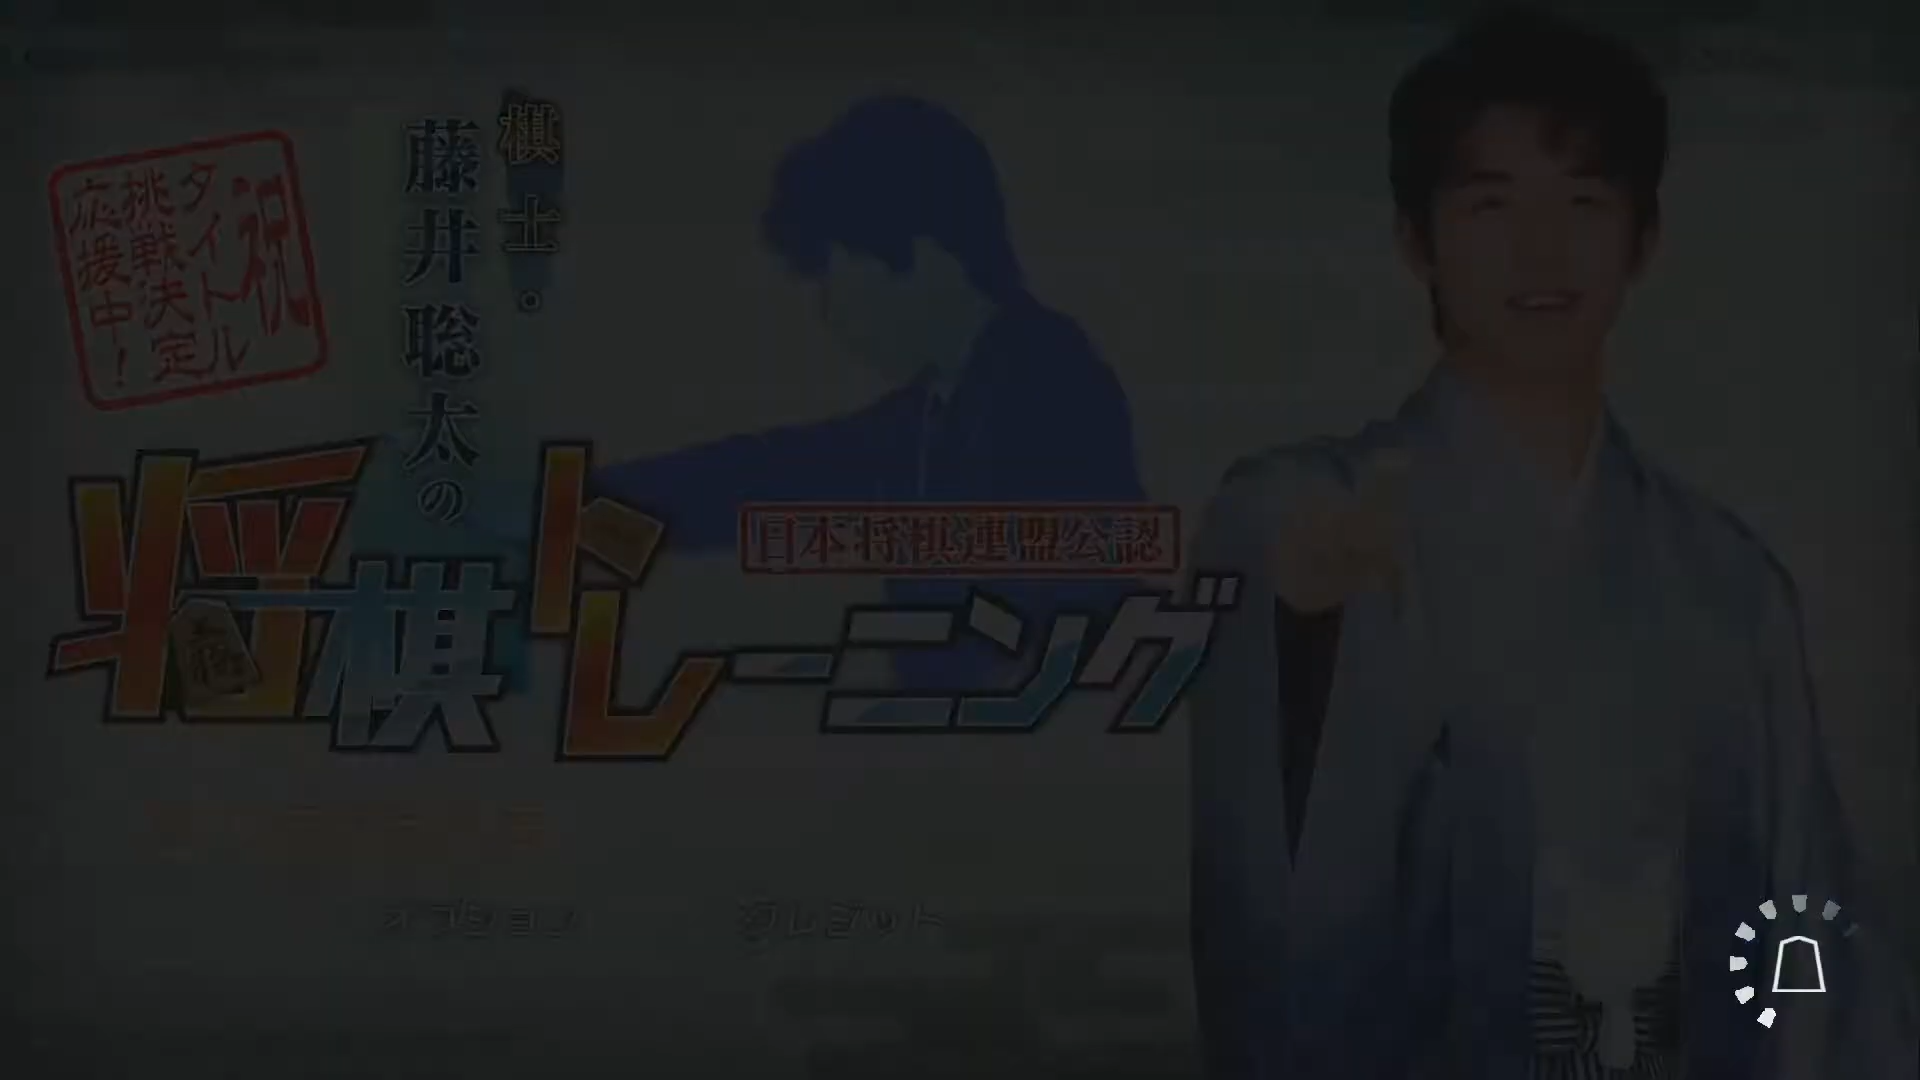 祝
タイトル
挑戦決定
応援中！
棋士・
藤井聡太の
将棋トレーニング
日本将棋連盟公認
オプション
クレジット